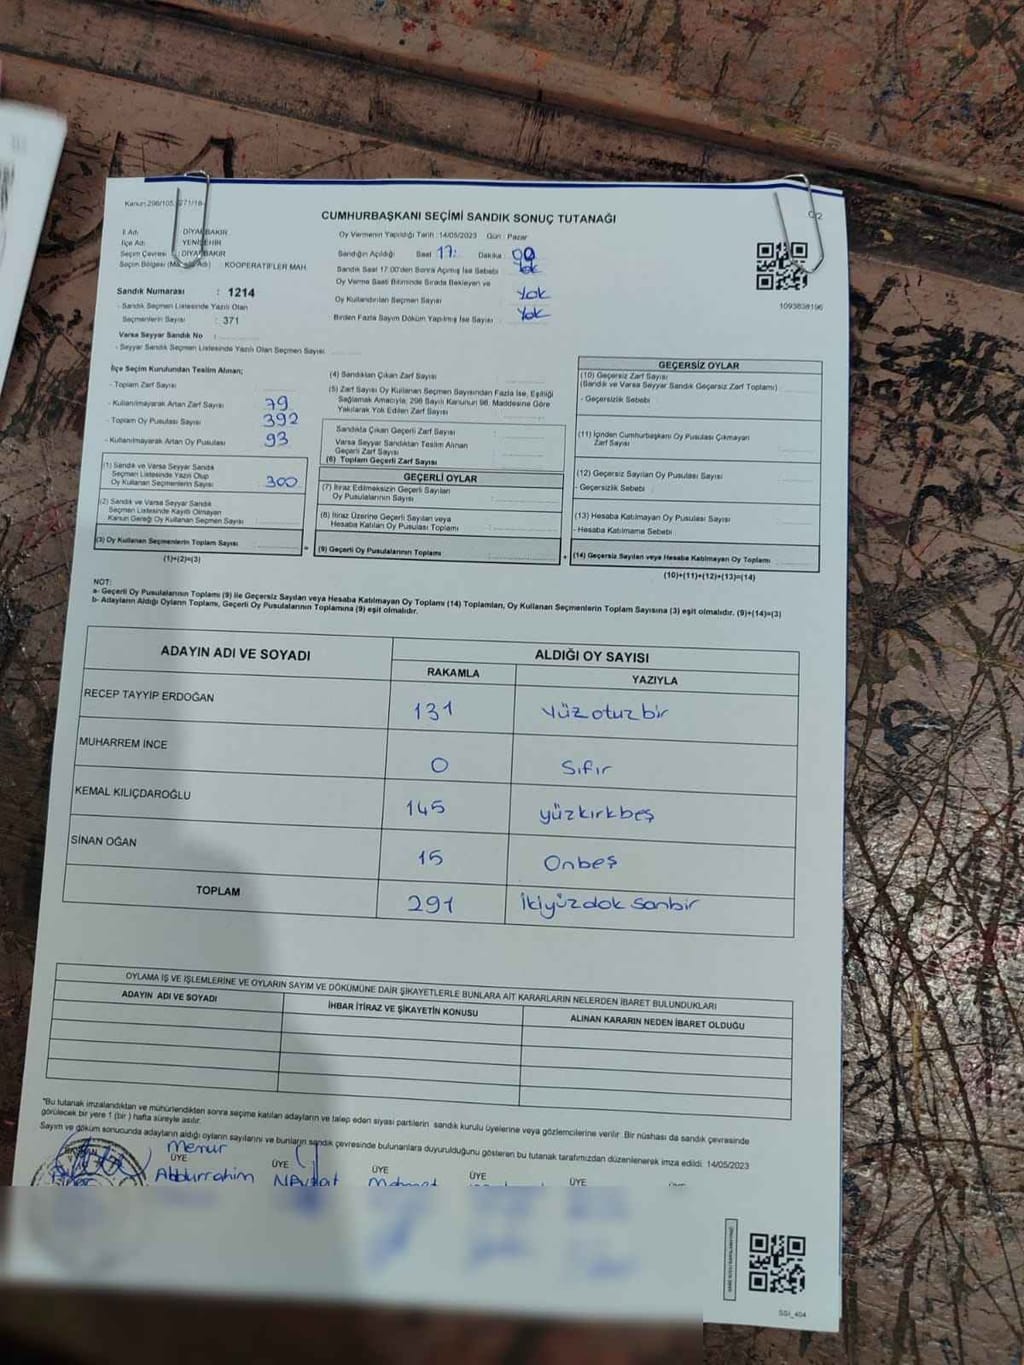 Kanun 298/105, 271/16
CUMHURBAŞKANI SEÇİMİ SANDIK SONUÇ TUTANAĞI
Oy Vermenin Yapıldığı Tarih : 14/05/2023 Gün : Pazar
İl Adı : DİYARBAKIR
İlçe Adı : YENİŞEHİR
Seçim Çevresi : DİYARBAKIR
Seçim Bölgesi : KOOPERATİFLER MAH.
Sandık Numarası : 1214
- Sandık Seçmen Listesinde Yazılı Olan
Seçmenlerin Sayısı : 371
Varsa Seyyar Sandık No :
- Seyyar Sandık Seçmen Listesinde Yazılı Olan Seçmen Sayısı
Sandığın Açıldığı Saat 17: Dakika : 00
Sandık Saat 17.00'den Sonra Açılmış İse Sebebi Yok
Oy Verme Saati Bitiminde Sırada Bekleyen ve
Oy Kullandırılan Seçmen Sayısı Yok
Birden Fazla Sayım Döküm Yapılmış İse Sayısı Yok
1093838196
İlçe Seçim Kurulundan Teslim Alınan;
- Toplam Zarf Sayısı
- Kullanılmayarak Artan Zarf Sayısı 79
- Toplam Oy Pusulası Sayısı 392
- Kullanılmayarak Artan Oy Pusulası 93
(1) Sandık ve Varsa Seyyar Sandık
Seçmen Listesinde Yazılı Olup
Oy Kullanan Seçmenlerin Sayısı 300
(2) Sandık ve Varsa Seyyar Sandık
Seçmen Listesinde Kayıtlı Olmayan
Kanun Gereği Oy Kullanan Seçmen Sayısı
(3) Oy Kullanan Seçmenlerin Toplam Sayısı
(1)+(2)=(3)
(4) Sandıktan Çıkan Zarf Sayısı
(5) Zarf Sayısı Oy Kullanan Seçmen Sayısından Fazla İse, Eşitliği
Sağlamak Amacıyla; 298 Sayılı Kanunun 98. Maddesine Göre
Yakılarak Yok Edilen Zarf Sayısı
Sandıkta Çıkan Geçerli Zarf Sayısı
Varsa Seyyar Sandıktan Teslim Alınan
Geçerli Zarf Sayısı
(6) Toplam Geçerli Zarf Sayısı
GEÇERLİ OYLAR
(7) İtiraz Edilmeksizin Geçerli Sayılan
Oy Pusulalarının Sayısı
(8) İtiraz Üzerine Geçerli Sayılan veya
Hesaba Katılan Oy Pusulası Toplamı
(9) Geçerli Oy Pusulalarının Toplamı
GEÇERSİZ OYLAR
(10) Geçersiz Zarf Sayısı
(Sandık ve Varsa Seyyar Sandık Geçersiz Zarf Toplamı)
- Geçersizlik Sebebi :
(11) İçinden Cumhurbaşkanı Oy Pusulası Çıkmayan
Zarf Sayısı
(12) Geçersiz Sayılan Oy Pusulası Sayısı
- Geçersizlik Sebebi :
(13) Hesaba Katılmayan Oy Pusulası Sayısı
- Hesaba Katılmama Sebebi :
(14) Geçersiz Sayılan veya Hesaba Katılmayan Oy Toplamı
(10)+(11)+(12)+(13)=(14)
NOT:
a- Geçerli Oy Pusulalarının Toplamı (9) ile Geçersiz Sayılan veya Hesaba Katılmayan Oy Toplamı (14) Toplamları, Oy Kullanan Seçmenlerin Toplam Sayısına (3) eşit olmalıdır. (9)+(14)=(3)
b- Adayların Aldığı Oyların Toplamı, Geçerli Oy Pusulalarının Toplamına (9) eşit olmalıdır.
ADAYIN ADI VE SOYADI ALDIĞI OY SAYISI
RAKAMLA YAZIYLA
RECEP TAYYİP ERDOĞAN 131 Yüzotuzbir
MUHARREM İNCE 0 Sıfır
KEMAL KILIÇDAROĞLU 145 yüzkırkbeş
SİNAN OĞAN 15 Onbeş
TOPLAM 291 İkiyüzdoksanbir
OYLAMA İŞ VE İŞLEMLERİNE VE OYLARIN SAYIM VE DÖKÜMÜNE DAİR ŞİKAYETLERLE BUNLARA AİT KARARLARIN NELERDEN İBARET BULUNDUKLARI
ADAYIN ADI VE SOYADI İHBAR İTİRAZ VE ŞİKAYETİN KONUSU ALINAN KARARIN NEDEN İBARET OLDUĞU
*Bu tutanak imzalandıktan ve mühürlendikten sonra seçime katılan adayların ve talep eden siyasi partilerin sandık kurulu üyelerine veya gözlemcilerine verilir. Bir nüshası da sandık çevresinde
görülecek bir yere 1 (bir) hafta süreyle asılır.
Sayım ve döküm sonucunda adayların aldığı oyların sayılarını ve bunların sandık çevresinde bulunanlara duyurulduğunu gösteren bu tutanak tarafımızdan düzenlenerek imza edildi. 14/05/2023
Memur
ÜYE ÜYE ÜYE ÜYE ÜYE
Abdurrahim Mehmet
SSI_404